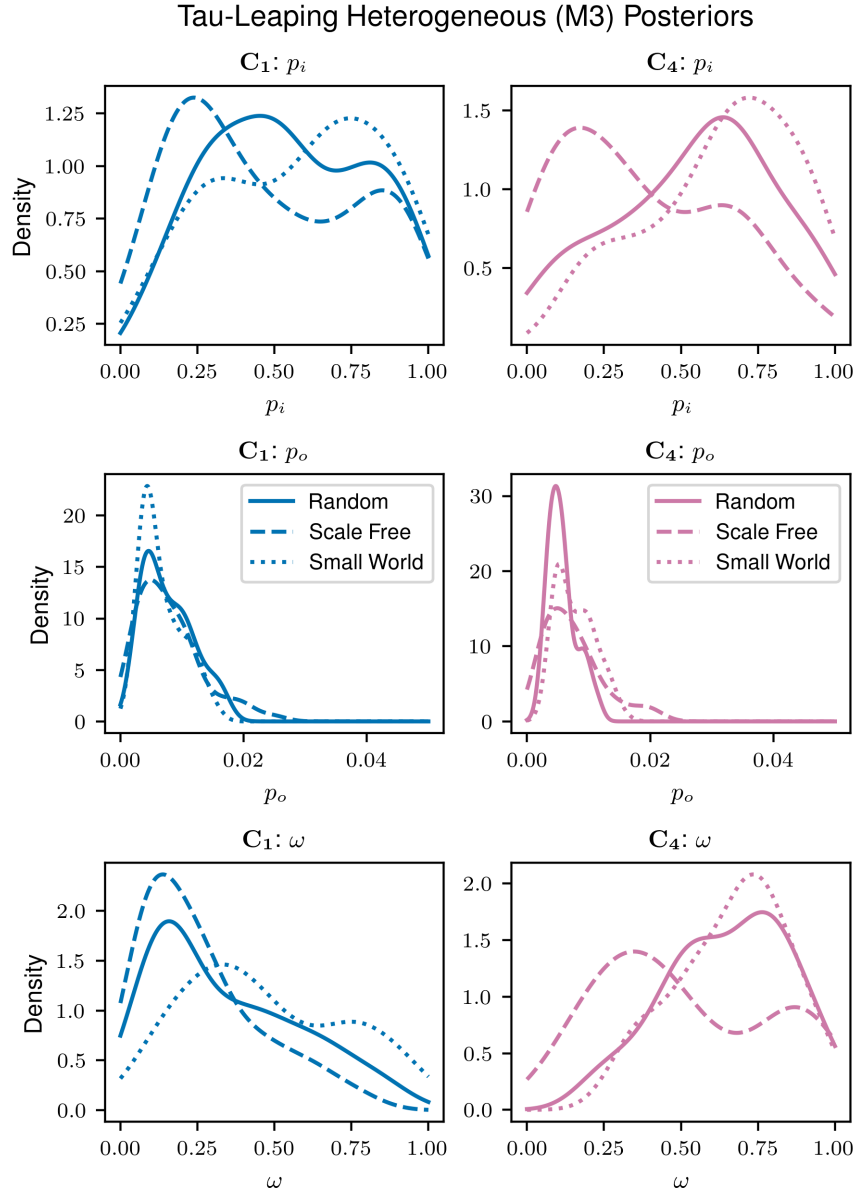 Tau-Leaping Heterogeneous (M3) Posteriors
C₁: pᵢ
C₄: pᵢ
Density
1.25
1.00
0.75
0.50
0.25
1.5
1.0
0.5
0.00 0.25 0.50 0.75 1.00
0.00 0.25 0.50 0.75 1.00
pᵢ
pᵢ
C₁: pₒ
C₄: pₒ
Density
20
15
10
5
0
Random
Scale Free
Small World
30
20
10
0
Random
Scale Free
Small World
0.00 0.02 0.04
0.00 0.02 0.04
pₒ
pₒ
C₁: ω
C₄: ω
Density
2.0
1.5
1.0
0.5
0.0
2.0
1.5
1.0
0.5
0.0
0.00 0.25 0.50 0.75 1.00
0.00 0.25 0.50 0.75 1.00
ω
ω